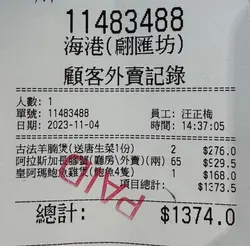 11483488
海港(翩匯坊)
顧客外賣記錄
人數: 1
單號: 11483488 員工: 汪正梅
日期: 2023-11-04 時間: 14:37:05
古法羊腩煲(送唐生菜1份) 2 $276.0
阿拉斯加長腳蟹(廳房\外賣)(兩) 65 $929.5
皇阿瑪鮑魚雞煲(鮑魚4隻) 1 $168.0
項目總計: $1373.5
PAID
總計: $1374.0